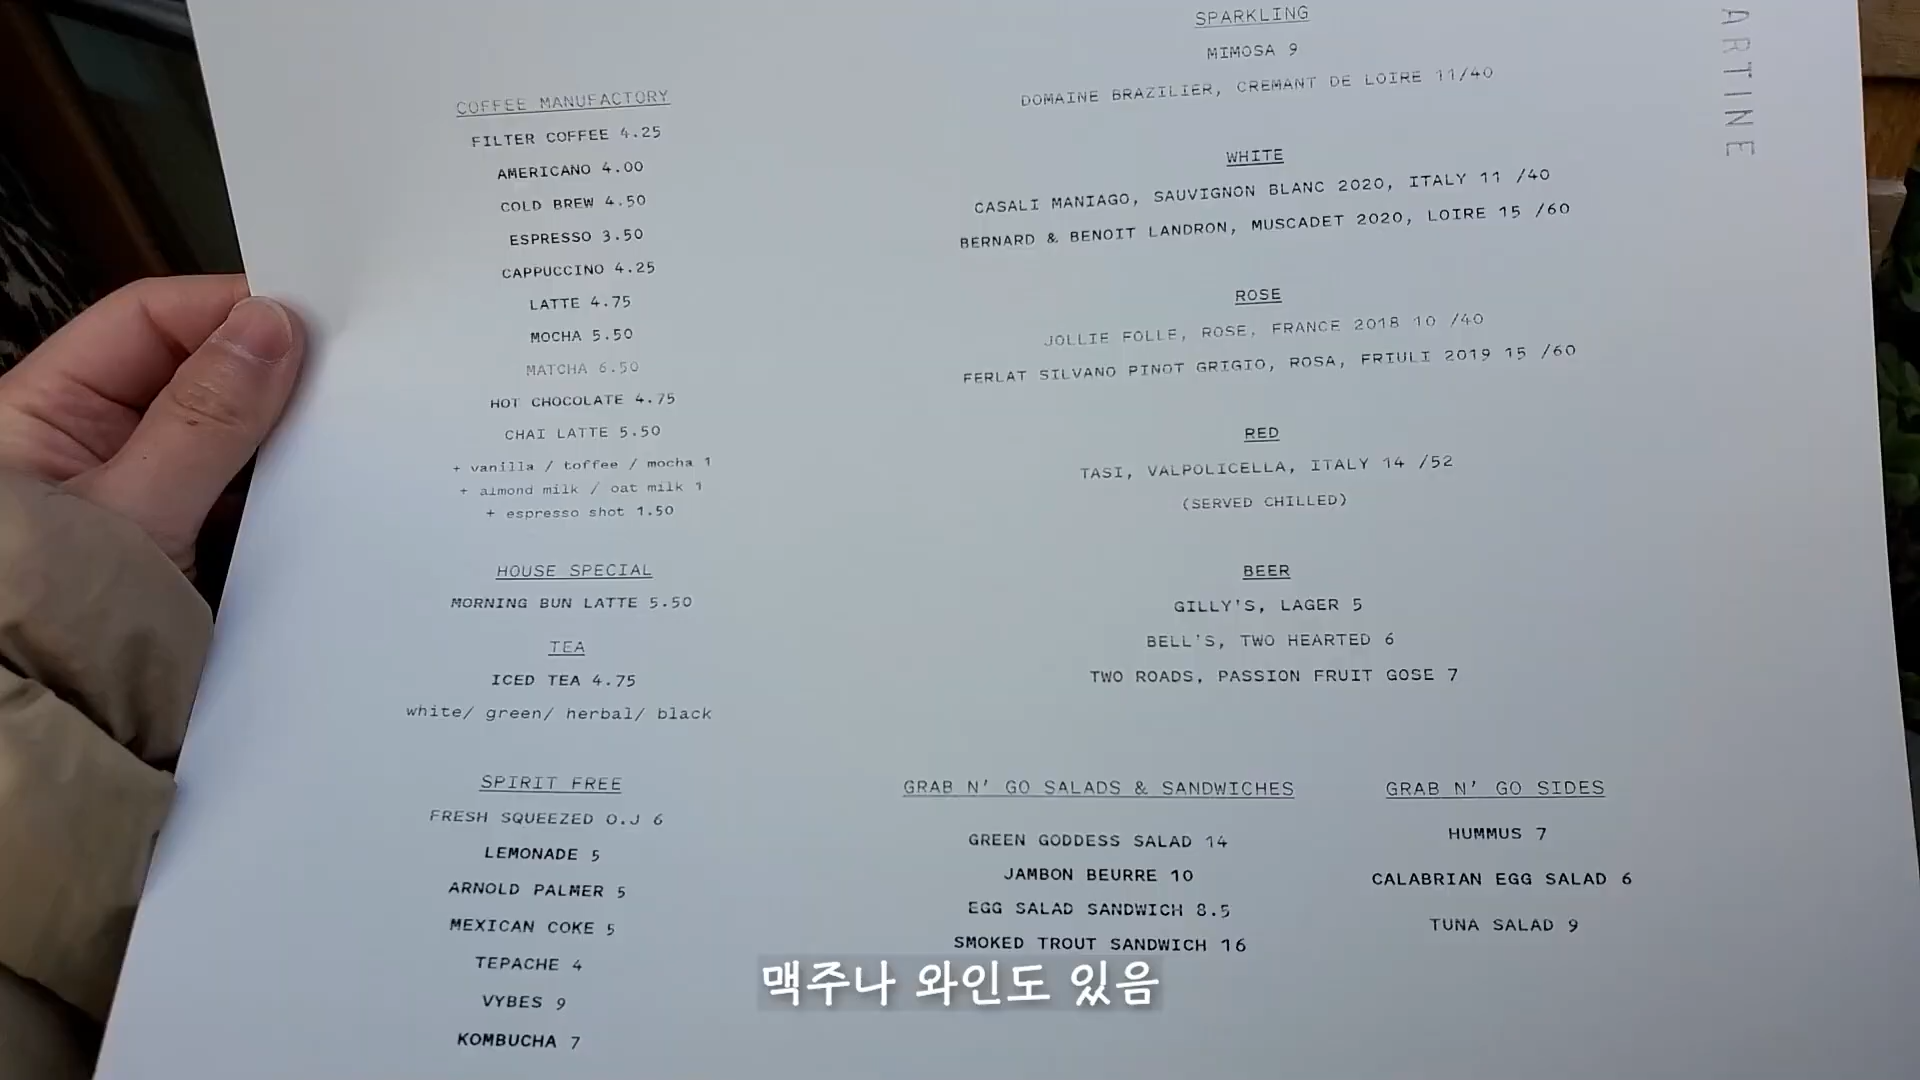 COFFEE MANUFACTORY
FILTER COFFEE 4.25
AMERICANO 4.00
COLD BREW 4.50
ESPRESSO 3.50
CAPPUCCINO 4.25
LATTE 4.75
MOCHA 5.50
MATCHA 6.50
HOT CHOCOLATE 4.75
CHAI LATTE 5.50
+ vanilla / toffee / mocha 1
+ almond milk / oat milk 1
+ espresso shot 1.50
HOUSE SPECIAL
MORNING BUN LATTE 5.50
TEA
ICED TEA 4.75
white/ green/ herbal/ black
SPIRIT FREE
FRESH SQUEEZED O.J 6
LEMONADE 5
ARNOLD PALMER 5
MEXICAN COKE 5
TEPACHE 4
VYBES 9
KOMBUCHA 7
SPARKLING
MIMOSA 9
DOMAINE BRAZILIER, CREMANT DE LOIRE 11/40
WHITE
CASALI MANIAGO, SAUVIGNON BLANC 2020, ITALY 11 /40
BERNARD & BENOIT LANDRON, MUSCADET 2020, LOIRE 15 /60
ROSE
JOLLIE FOLLE, ROSE, FRANCE 2018 10 /40
FERLAT SILVANO PINOT GRIGIO, ROSA, FRIULI 2019 15 /60
RED
TASI, VALPOLICELLA, ITALY 14 /52
(SERVED CHILLED)
BEER
GILLY'S, LAGER 5
BELL'S, TWO HEARTED 6
TWO ROADS, PASSION FRUIT GOSE 7
GRAB N' GO SALADS & SANDWICHES
GREEN GODDESS SALAD 14
JAMBON BEURRE 10
EGG SALAD SANDWICH 8.5
SMOKED TROUT SANDWICH 16
GRAB N' GO SIDES
HUMMUS 7
CALABRIAN EGG SALAD 6
TUNA SALAD 9
ARTINE
맥주나 와인도 있음